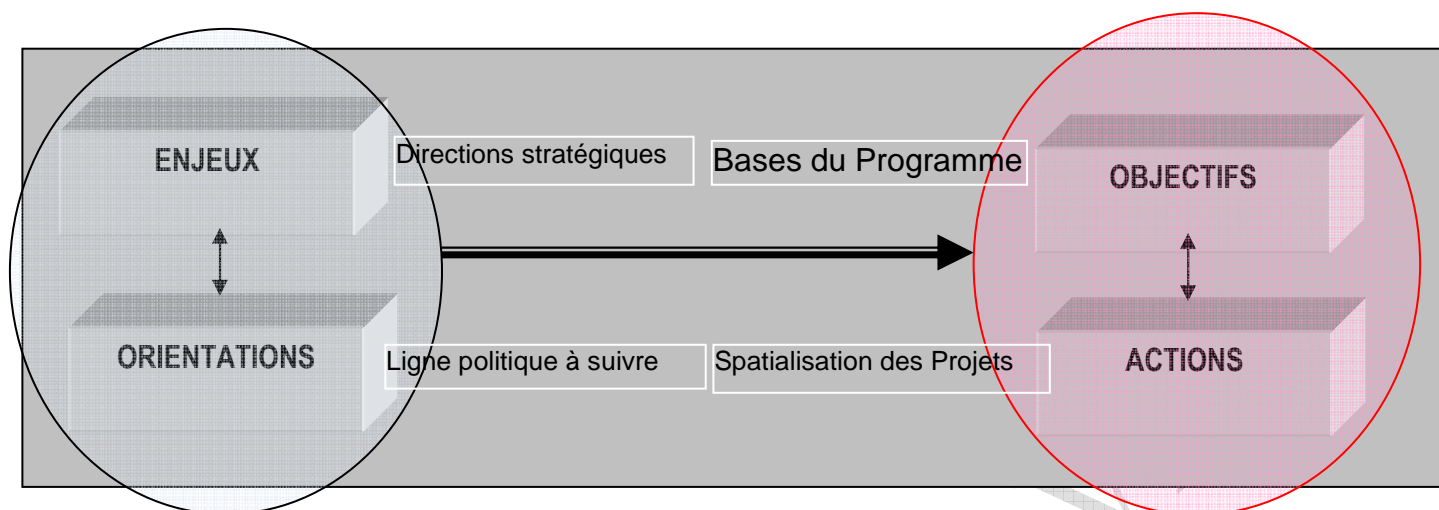 ENJEUX
Directions stratégiques
Bases du Programme
OBJECTIFS
ORIENTATIONS
Ligne politique à suivre
Spatialisation des Projets
ACTIONS